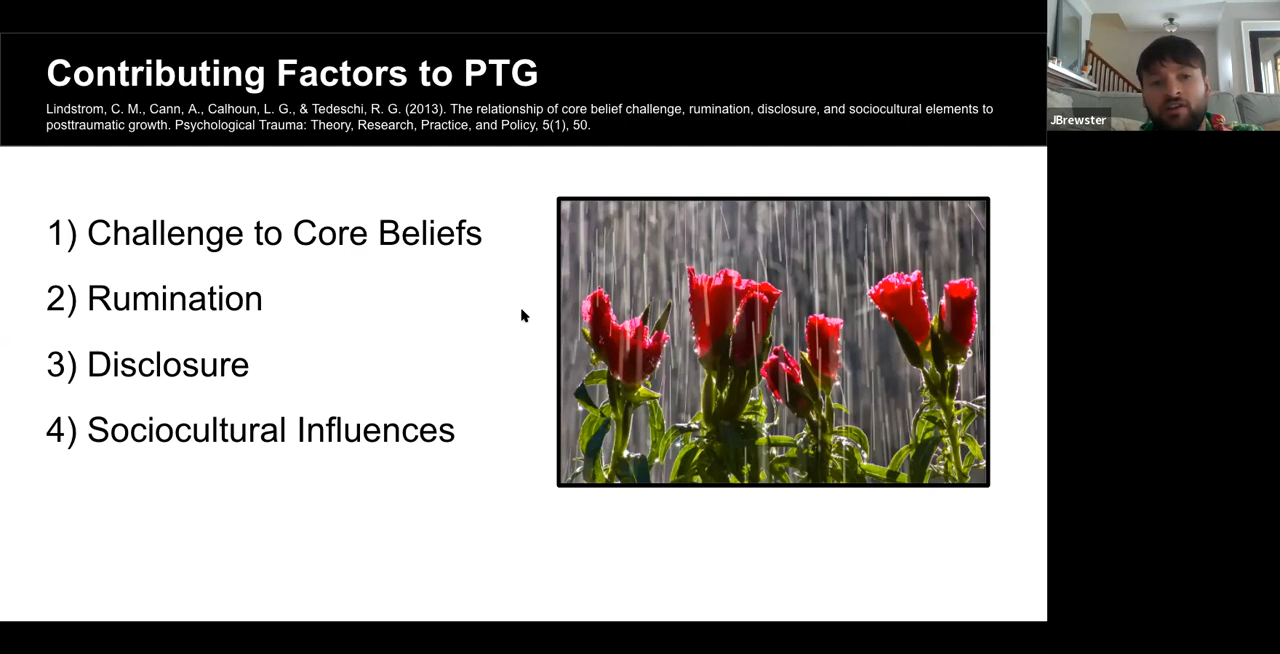 Contributing Factors to PTG
Lindstrom, C. M., Cann, A., Calhoun, L. G., & Tedeschi, R. G. (2013). The relationship of core belief challenge, rumination, disclosure, and sociocultural elements to
posttraumatic growth. Psychological Trauma: Theory, Research, Practice, and Policy, 5(1), 50.
JBrewster
1) Challenge to Core Beliefs
2) Rumination
3) Disclosure
4) Sociocultural Influences